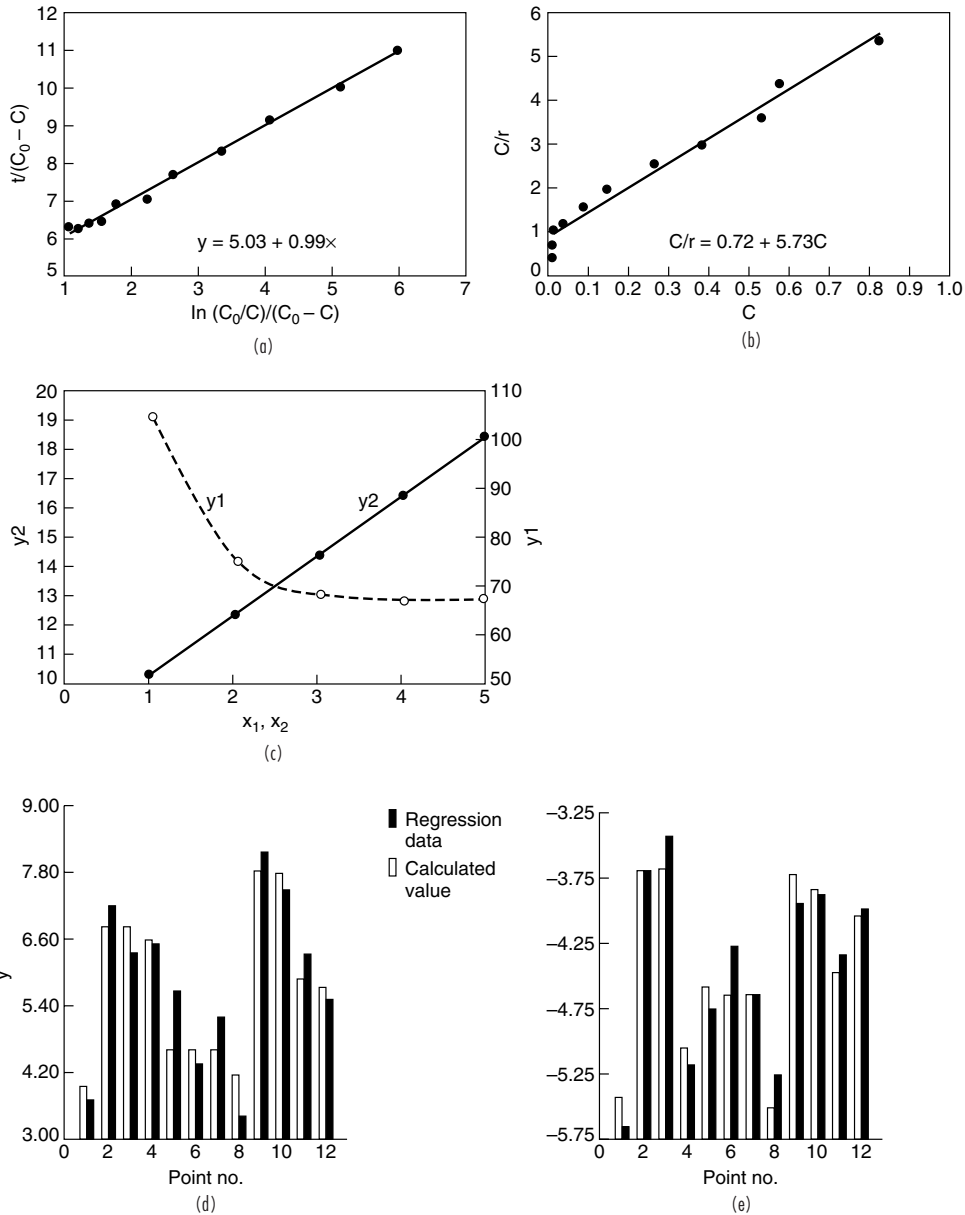 12
11
10
9
8
7
6
5
t/(C₀ – C)
y = 5.03 + 0.99×
1 2 3 4 5 6 7
ln (C₀/C)/(C₀ – C)
(a)
6
5
4
3
2
1
0
C/r
C/r = 0.72 + 5.73C
0.0 0.1 0.2 0.3 0.4 0.5 0.6 0.7 0.8 0.9 1.0
C
(b)
20
19
18
17
16
15
14
13
12
11
10
y2
y1
y2
110
100
90
80
70
60
50
y1
0 1 2 3 4 5
x₁, x₂
(c)
9.00
7.80
6.60
5.40
4.20
3.00
y
0 2 4 6 8 10 12
Point no.
(d)
Regression
data
Calculated
value
–3.25
–3.75
–4.25
–4.75
–5.25
–5.75
0 2 4 6 8 10 12
Point no.
(e)